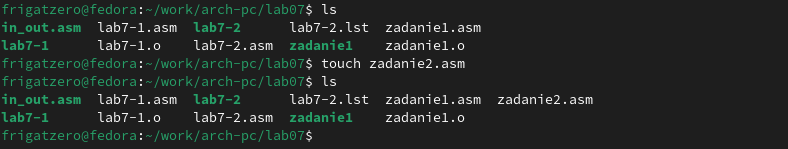 frigatzero@fedora:~/work/arch-pc/lab07$ ls
in_out.asm lab7-1.asm lab7-2 lab7-2.lst zadanie1.asm
lab7-1 lab7-1.o lab7-2.asm zadanie1 zadanie1.o
frigatzero@fedora:~/work/arch-pc/lab07$ touch zadanie2.asm
frigatzero@fedora:~/work/arch-pc/lab07$ ls
in_out.asm lab7-1.asm lab7-2 lab7-2.lst zadanie1.asm zadanie2.asm
lab7-1 lab7-1.o lab7-2.asm zadanie1 zadanie1.o
frigatzero@fedora:~/work/arch-pc/lab07$